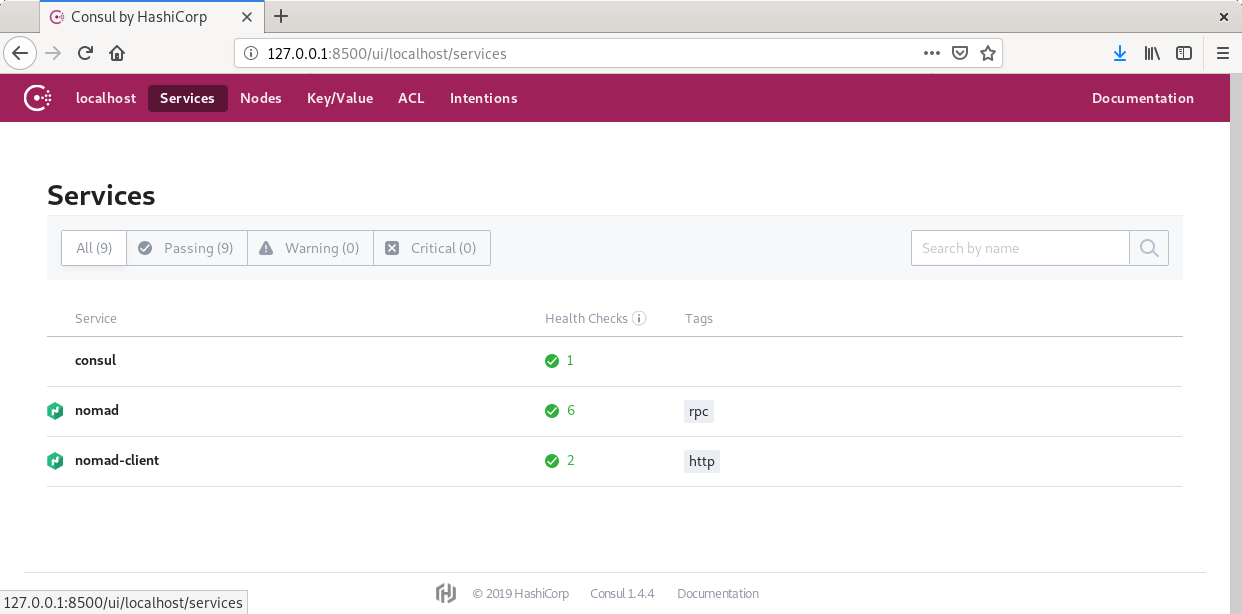 Consul by HashiCorp
127.0.0.1:8500/ui/localhost/services
localhost Services Nodes Key/Value ACL Intentions Documentation
Services
All (9) Passing (9) Warning (0) Critical (0) Search by name
Service Health Checks Tags
consul 1
nomad 6 rpc
nomad-client 2 http
© 2019 HashiCorp Consul 1.4.4 Documentation
127.0.0.1:8500/ui/localhost/services